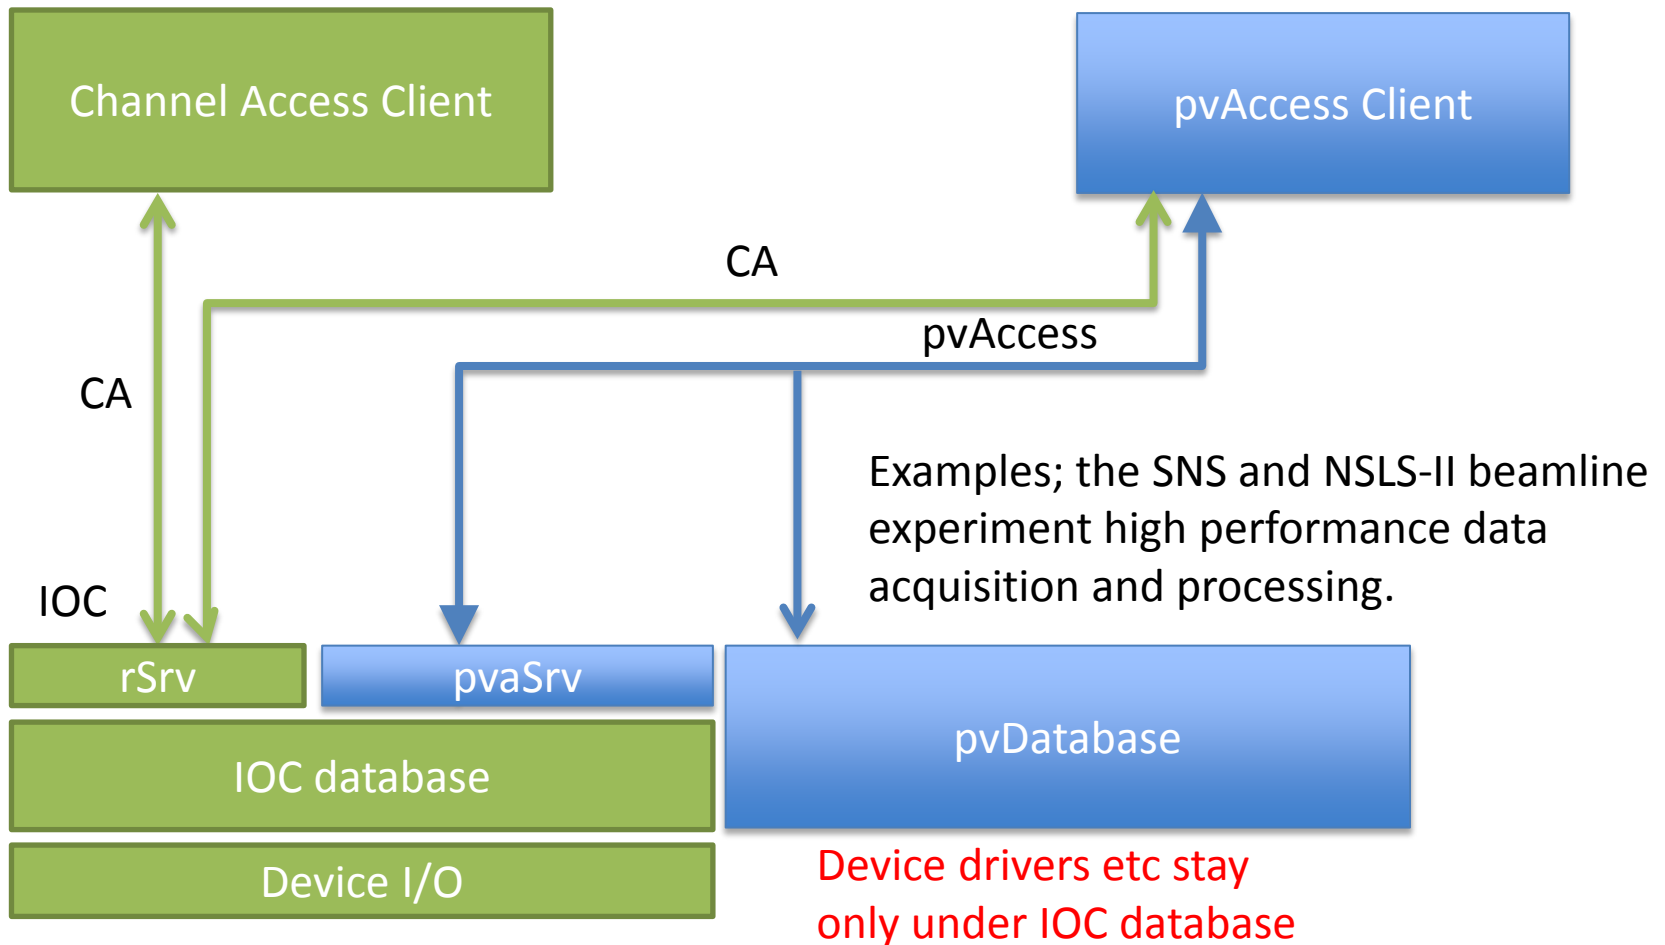 Channel Access Client
pvAccess Client
CA
pvAccess
CA
Examples; the SNS and NSLS-II beamline
experiment high performance data
acquisition and processing.
IOC
rSrv
pvaSrv
pvDatabase
IOC database
Device I/O
Device drivers etc stay
only under IOC database